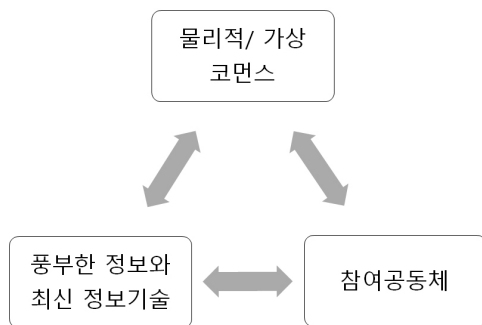 물리적/ 가상
코먼스
풍부한 정보와
최신 정보기술
참여공동체